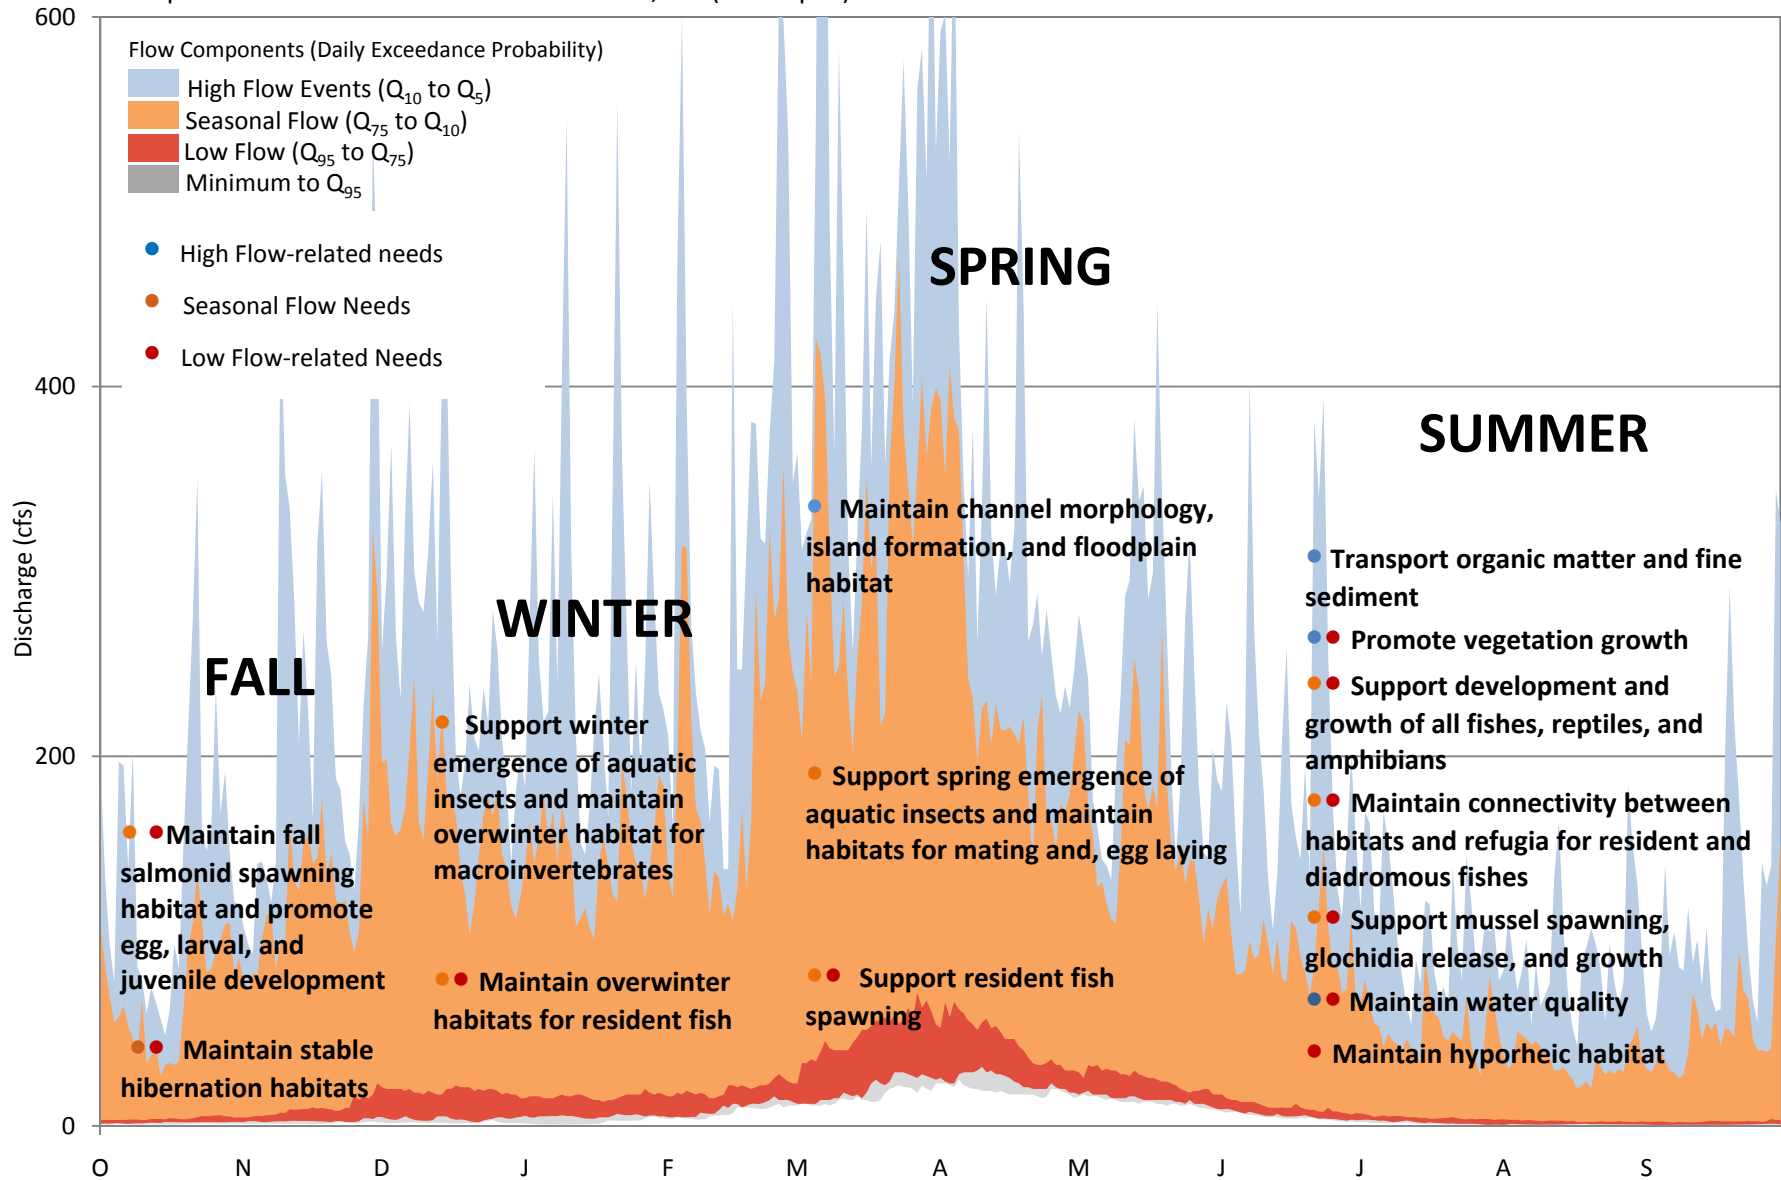 600
Flow Components (Daily Exceedance Probability)
High Flow Events (Q10 to Q5)
Seasonal Flow (Q75 to Q10)
Low Flow (Q95 to Q75)
Minimum to Q95
High Flow-related needs
Seasonal Flow Needs
Low Flow-related Needs
400
200
0
Discharge (cfs)
FALL
Maintain fall
salmonid spawning
habitat and promote
egg, larval, and
juvenile development
Maintain stable
hibernation habitats
WINTER
Support winter
emergence of aquatic
insects and maintain
overwinter habitat for
macroinvertebrates
Maintain overwinter
habitats for resident fish
SPRING
Maintain channel morphology,
island formation, and floodplain
habitat
Support spring emergence of
aquatic insects and maintain
habitats for mating and, egg laying
Support resident fish
spawning
SUMMER
Transport organic matter and fine
sediment
Promote vegetation growth
Support development and
growth of all fishes, reptiles, and
amphibians
Maintain connectivity between
habitats and refugia for resident and
diadromous fishes
Support mussel spawning,
glochidia release, and growth
Maintain water quality
Maintain hyporheic habitat
O N D J F M A M J J A S